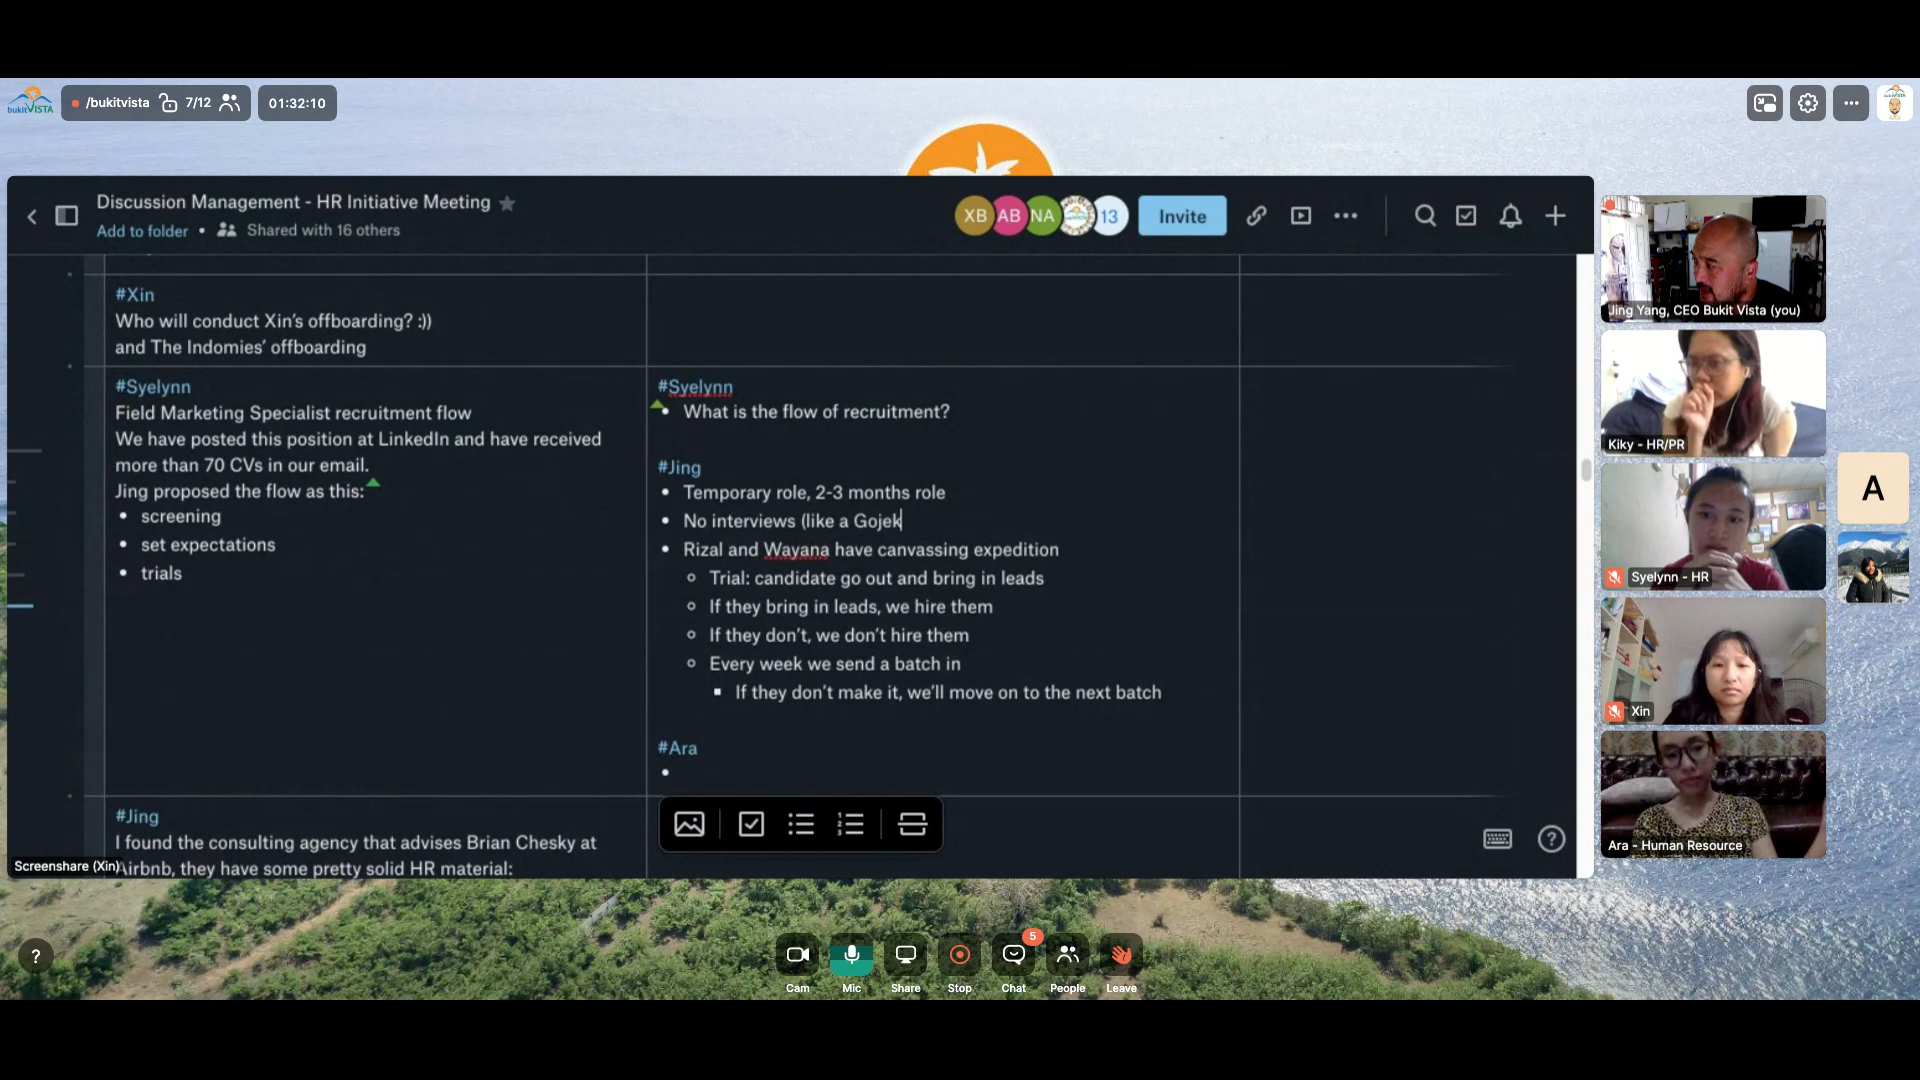 bukitVISTA
/bukitvista
7/12
01:32:10
Discussion Management - HR Initiative Meeting
Add to folder • Shared with 16 others
XB
AB
NA
13
Invite
#Xin
Who will conduct Xin's offboarding? :))
and The Indomies' offboarding
#Syelynn
Field Marketing Specialist recruitment flow
We have posted this position at LinkedIn and have received
more than 70 CVs in our email.
Jing proposed the flow as this:
• screening
• set expectations
• trials
#Syelynn
• What is the flow of recruitment?
#Jing
• Temporary role, 2-3 months role
• No interviews (like a Gojek
• Rizal and Wayana have canvassing expedition
Trial: candidate go out and bring in leads
If they bring in leads, we hire them
If they don't, we don't hire them
Every week we send a batch in
If they don't make it, we'll move on to the next batch
#Ara
#Jing
I found the consulting agency that advises Brian Chesky at
Airbnb, they have some pretty solid HR material:
Screenshare (Xin)
Jing Yang, CEO Bukit Vista (you)
Kiky - HR/PR
Syelynn - HR
Xin
Ara - Human Resource
A
?
?
5
Cam
Mic
Share
Stop
Chat
People
Leave